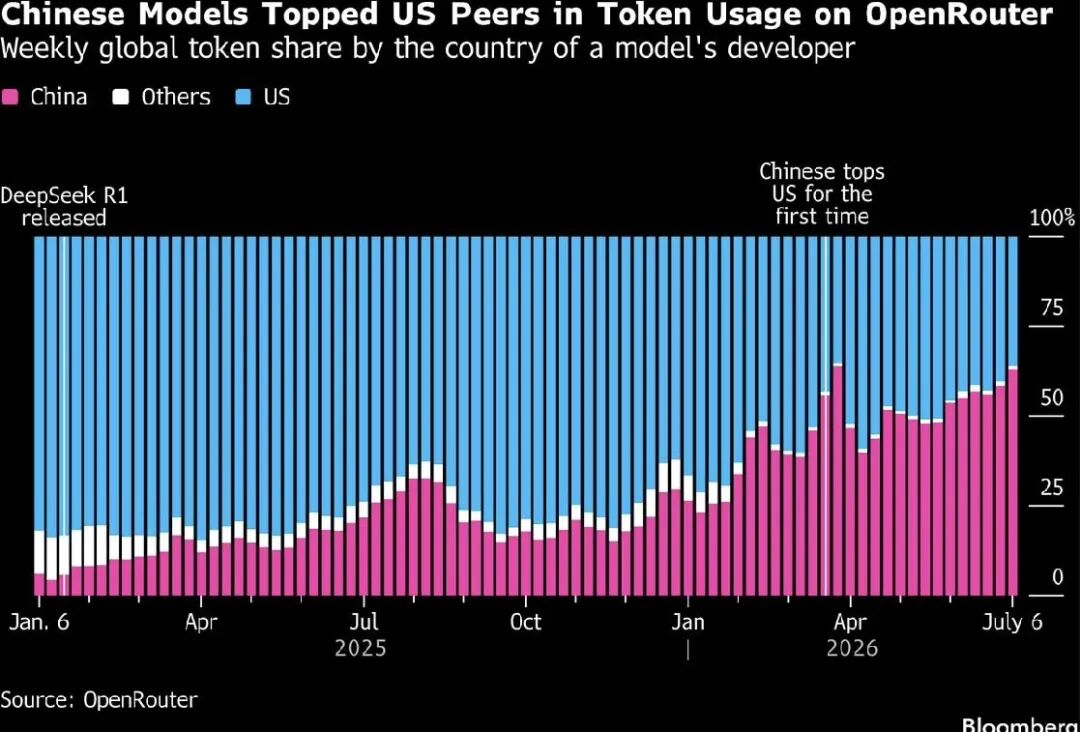 Chinese Models Topped US Peers in Token Usage on OpenRouter
Weekly global token share by the country of a model's developer
China Others US
DeepSeek R1
released
Chinese tops
US for the
first time
100%
75
50
25
0
Jan. 6 Apr Jul Oct Jan Apr July 6
2025 | 2026
Source: OpenRouter
Bloomberg